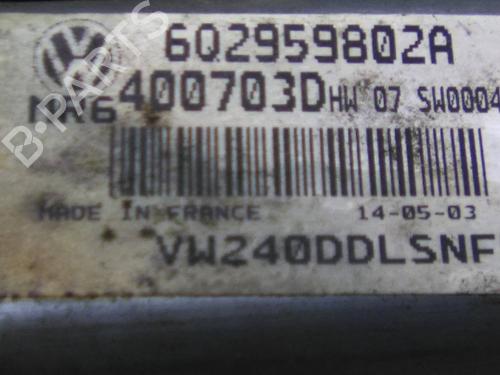 6Q2959802A
400703D HW 07 SW0004
MADE IN FRANCE 14-05-03
VW240DDLSNF
B-PARTS